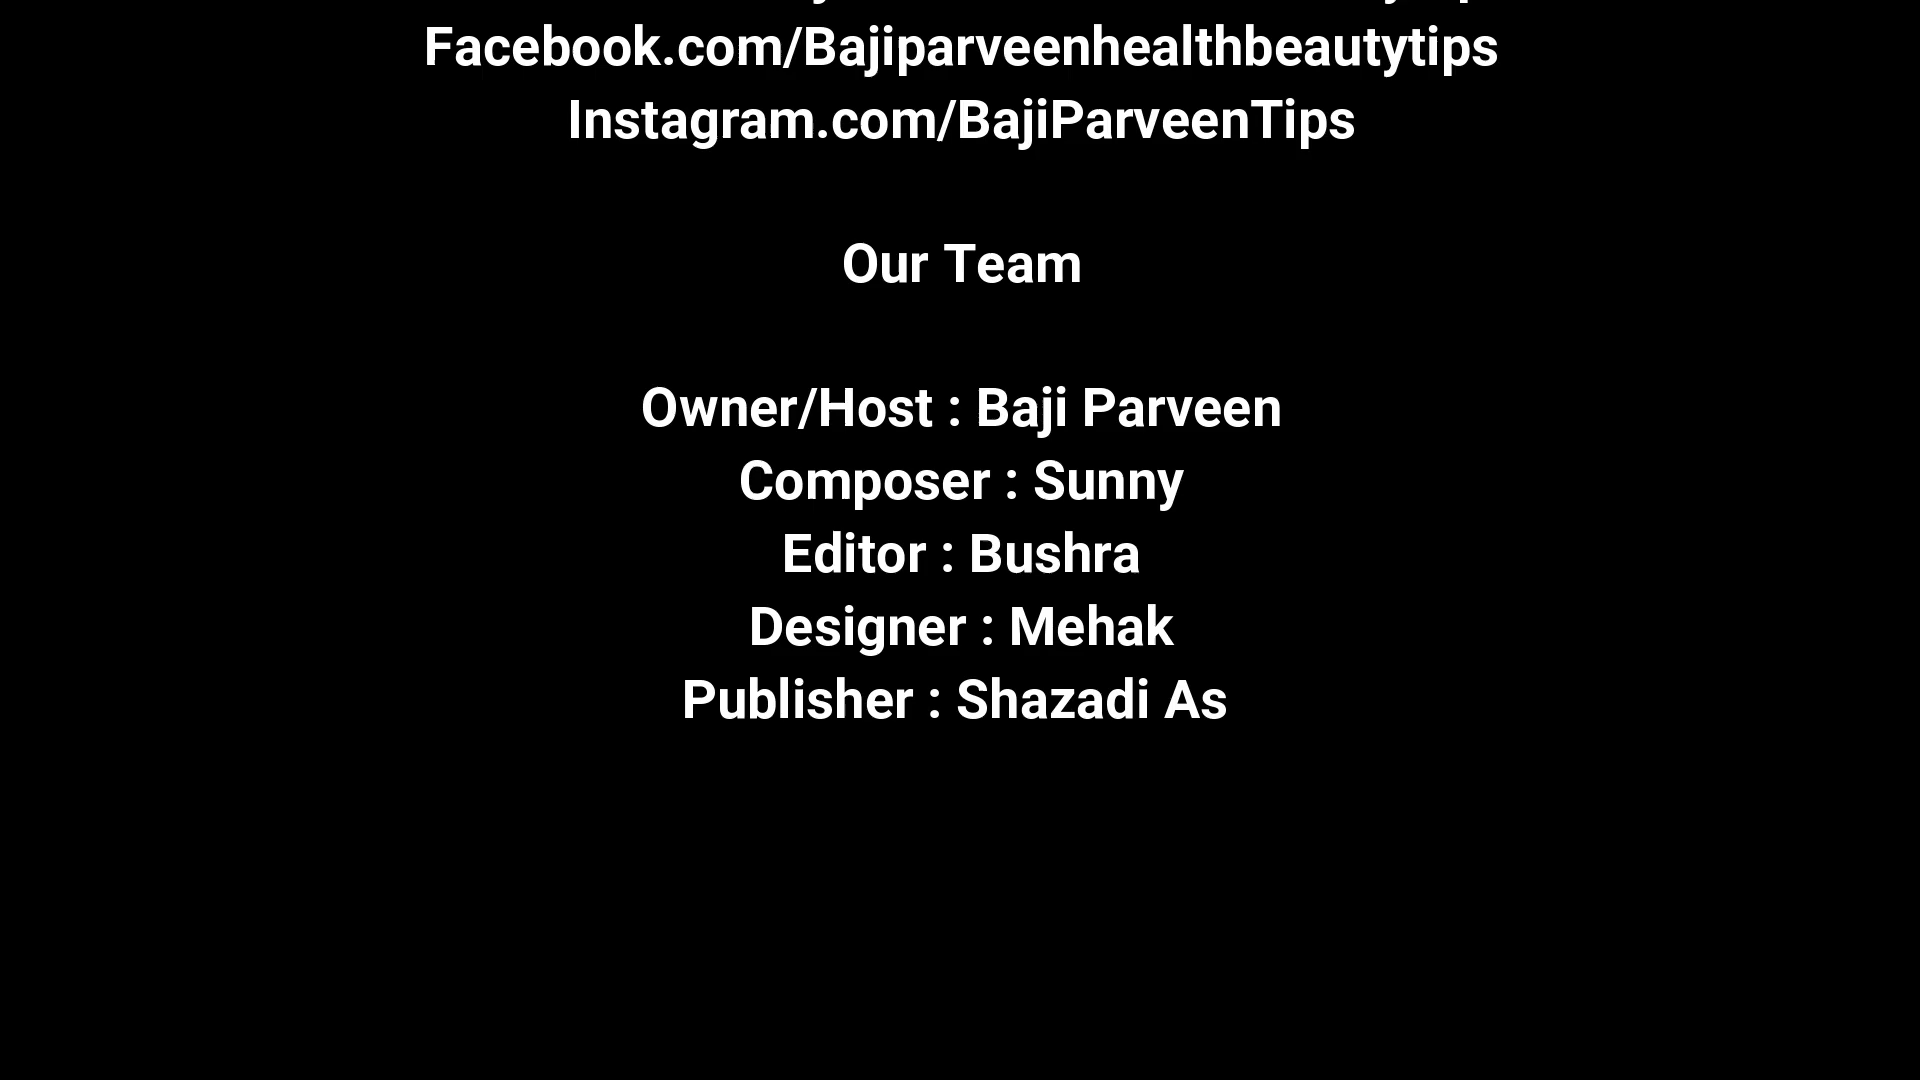 Facebook.com/Bajiparveenhealthbeautytips
Instagram.com/BajiParveenTips
Our Team
Owner/Host : Baji Parveen
Composer : Sunny
Editor : Bushra
Designer : Mehak
Publisher : Shazadi As